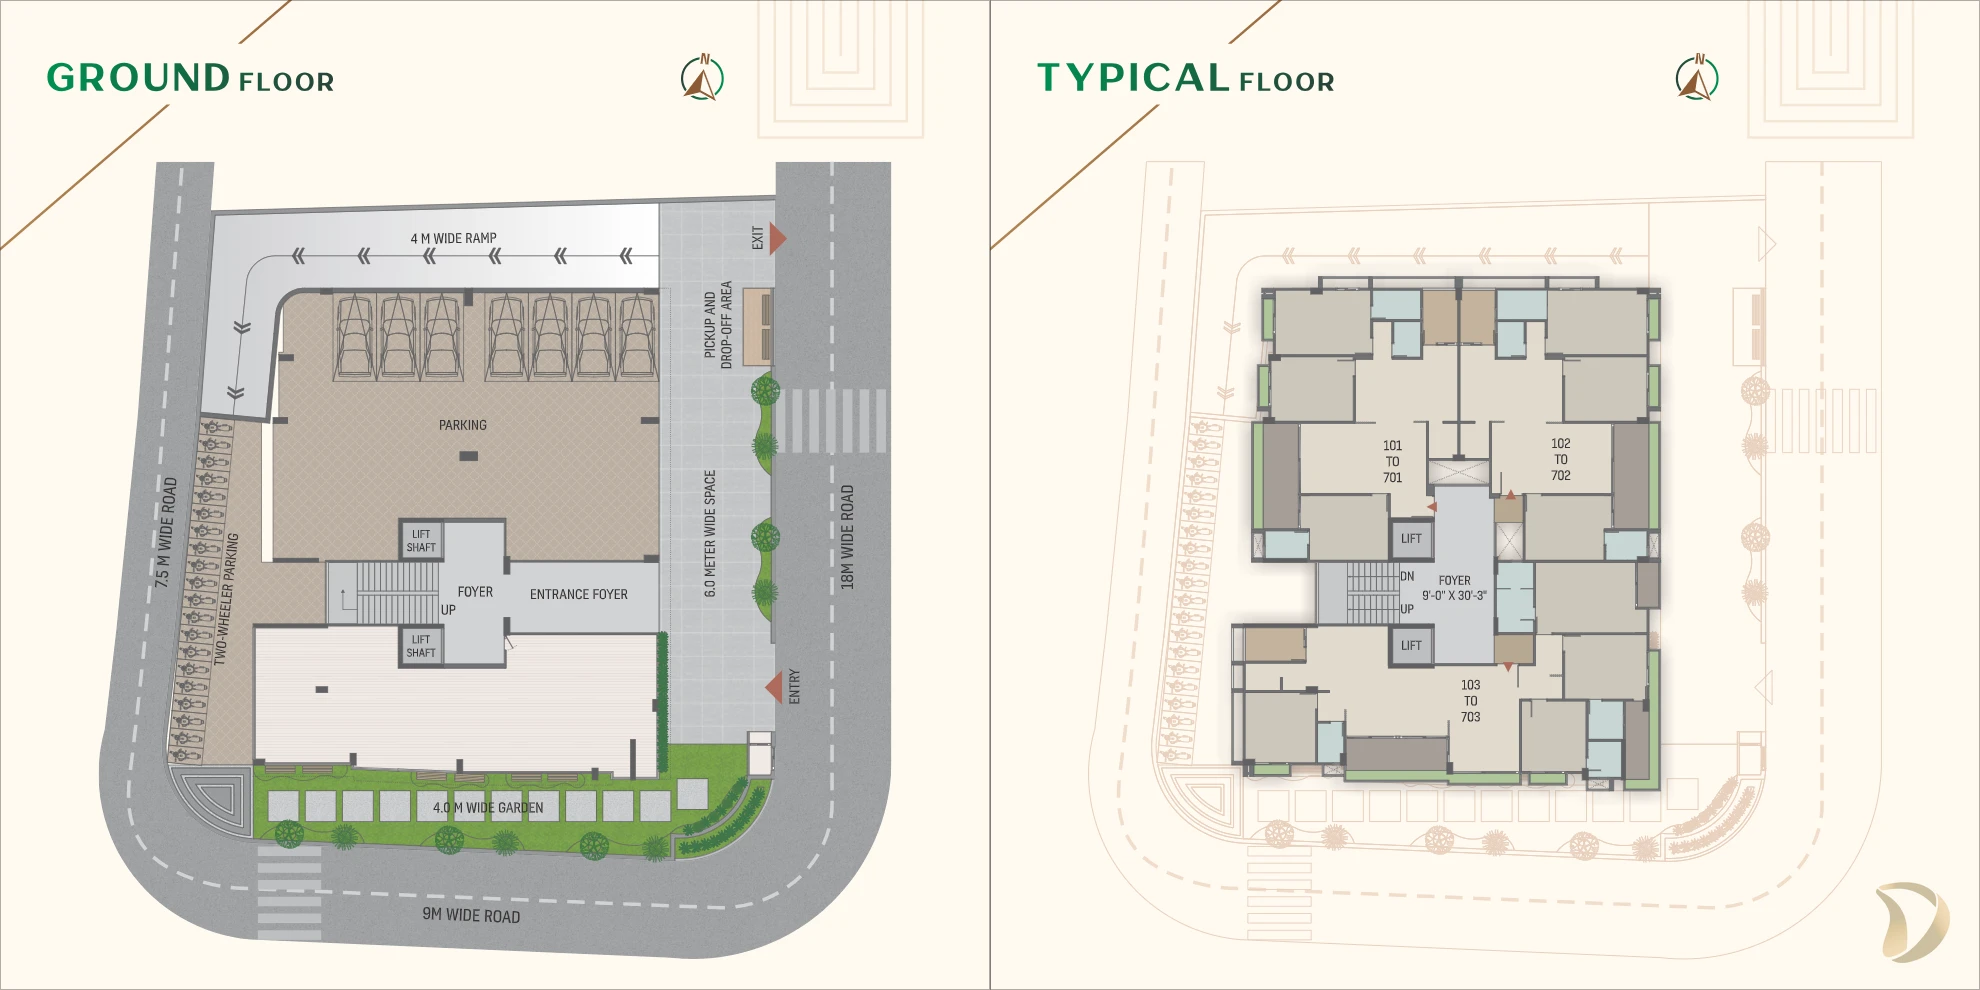 GROUND FLOOR
N
4 M WIDE RAMP
EXIT
PICKUP AND
DROP-OFF AREA
PARKING
7.5 M WIDE ROAD
TWO-WHEELER PARKING
6.0 METER WIDE SPACE
18M WIDE ROAD
LIFT
SHAFT
FOYER
UP
ENTRANCE FOYER
LIFT
SHAFT
ENTRY
4.0 M WIDE GARDEN
9M WIDE ROAD
TYPICAL FLOOR
N
101
TO
701
102
TO
702
LIFT
DN
FOYER
9'-0" X 30'-3"
UP
LIFT
103
TO
703